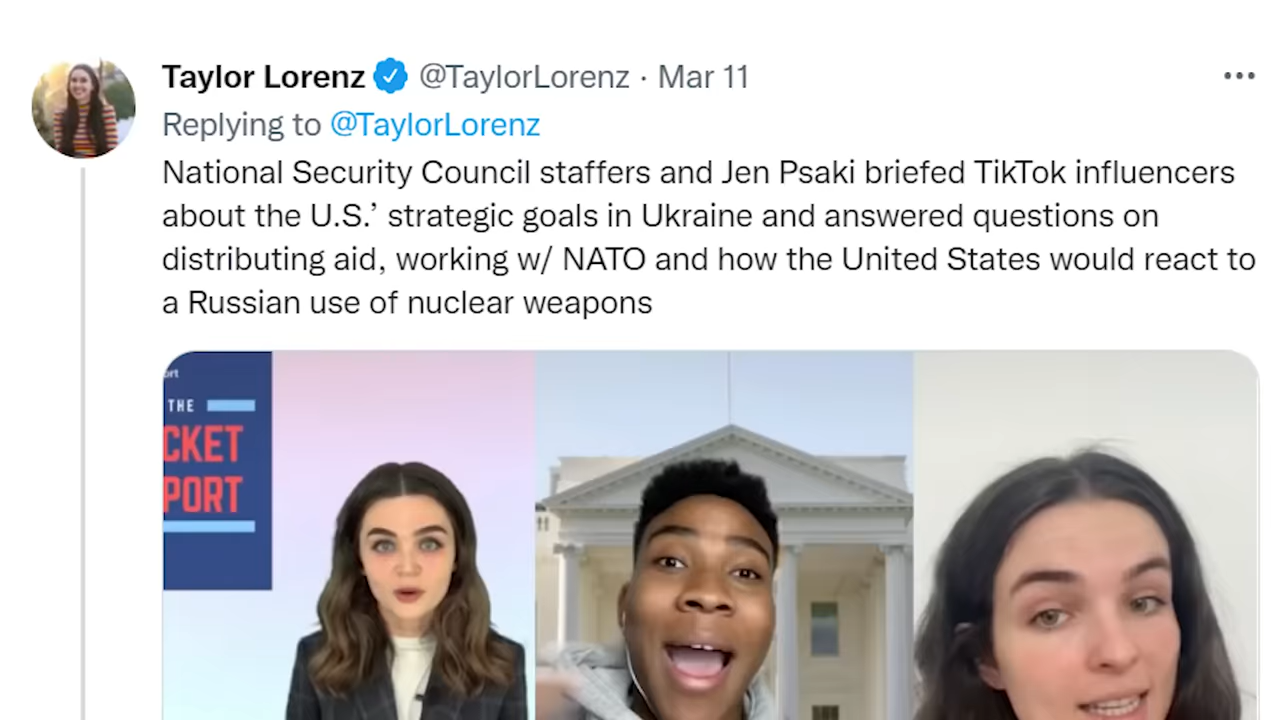 Taylor Lorenz @TaylorLorenz · Mar 11
Replying to @TaylorLorenz
National Security Council staffers and Jen Psaki briefed TikTok influencers
about the U.S.’ strategic goals in Ukraine and answered questions on
distributing aid, working w/ NATO and how the United States would react to
a Russian use of nuclear weapons
ort
THE
CKET
PORT